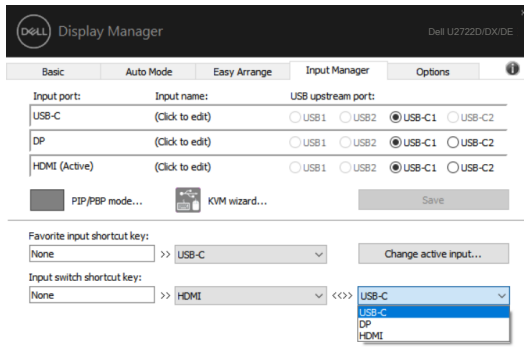 DELL Display Manager Dell U2722D/DX/DE
Basic Auto Mode Easy Arrange Input Manager Options i
Input port: Input name: USB upstream port:
USB-C (Click to edit) USB1 USB2 USB-C1 USB-C2
DP (Click to edit) USB1 USB2 USB-C1 USB-C2
HDMI (Active) (Click to edit) USB1 USB2 USB-C1 USB-C2
PIP/PBP mode... KVM wizard... Save
Favorite input shortcut key:
None >> USB-C Change active input...
Input switch shortcut key:
None >> HDMI <<>> USB-C
USB-C
DP
HDMI